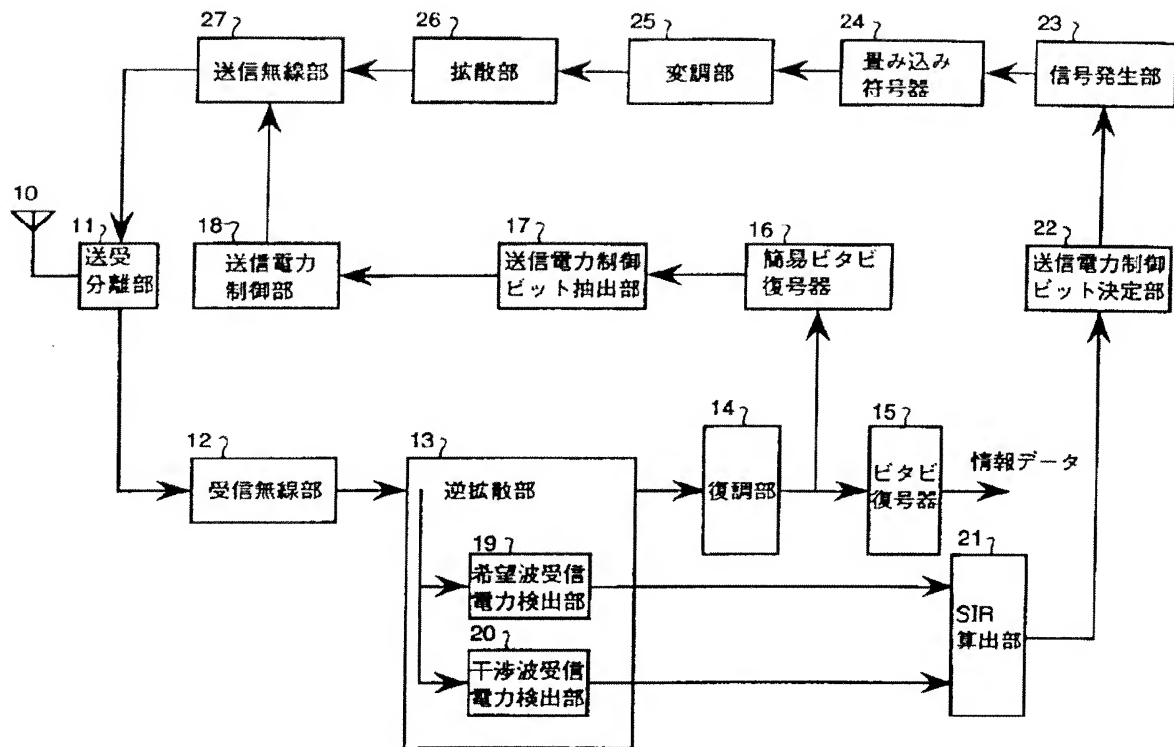 27
送信無線部
26
拡散部
25
変調部
24
畳み込み
符号器
23
信号発生部
10
11
送受
分離部
18
送信電力
制御部
17
送信電力制御
ビット抽出部
16
簡易ビタビ
復号器
22
送信電力制御
ビット決定部
12
受信無線部
13
逆拡散部
14
復調部
15
ビタビ
復号器
情報データ
19
希望波受信
電力検出部
20
干渉波受信
電力検出部
21
SIR
算出部